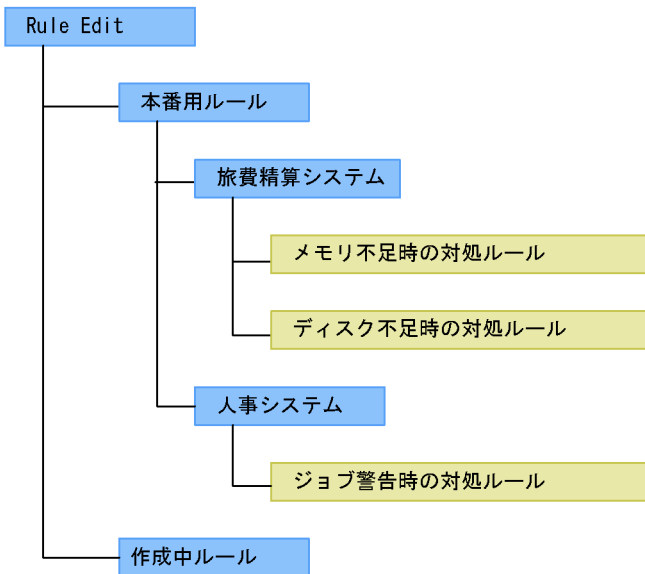 Rule Edit
本番用ルール
旅費精算システム
メモリ不足時の対処ルール
ディスク不足時の対処ルール
人事システム
ジョブ警告時の対処ルール
作成中ルール